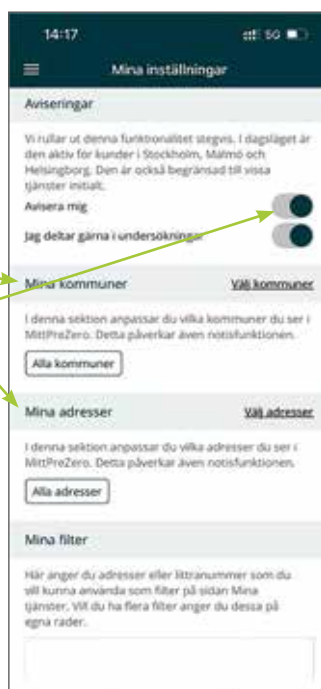 14:17
5G
Mina inställningar
Aviseringar
Vi rullar ut denna funktionalitet stegvis. I dagsläget är
den aktiv för kunder i Stockholm, Malmö och
Helsingborg. Den är också begränsad till vissa
tjänster initialt.
Avisera mig
Jag deltar gärna i undersökningar
Mina kommuner Välj kommuner
I denna sektion anpassar du vilka kommuner du ser i
MittPreZero. Detta påverkar även notisfunktionen.
Alla kommuner
Mina adresser Välj adresser
I denna sektion anpassar du vilka adresser du ser i
MittPreZero. Detta påverkar även notisfunktionen.
Alla adresser
Mina filter
Här anger du adresser eller littranummer som du
vill kunna använda som filter på sidan Mina
tjänster. Vill du ha flera filter anger du dessa på
egna rader.